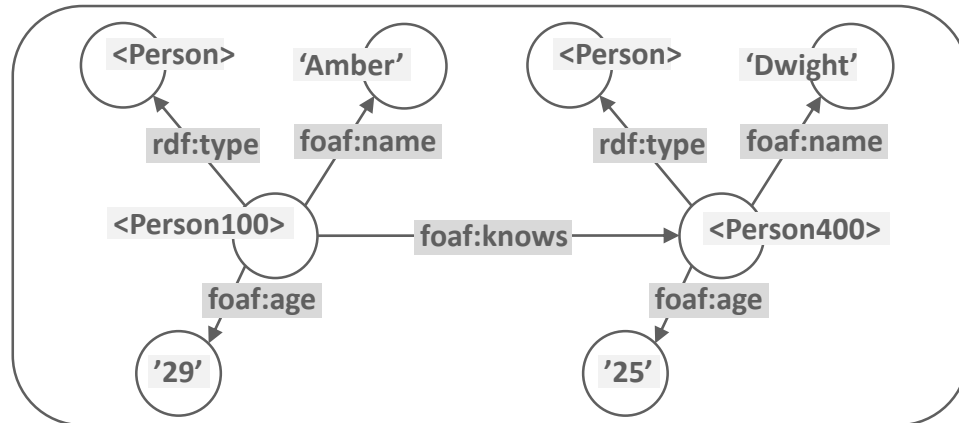 <Person>
‘Amber’
<Person>
‘Dwight’
rdf:type
foaf:name
rdf:type
foaf:name
<Person100>
foaf:knows
<Person400>
foaf:age
foaf:age
’29’
’25’